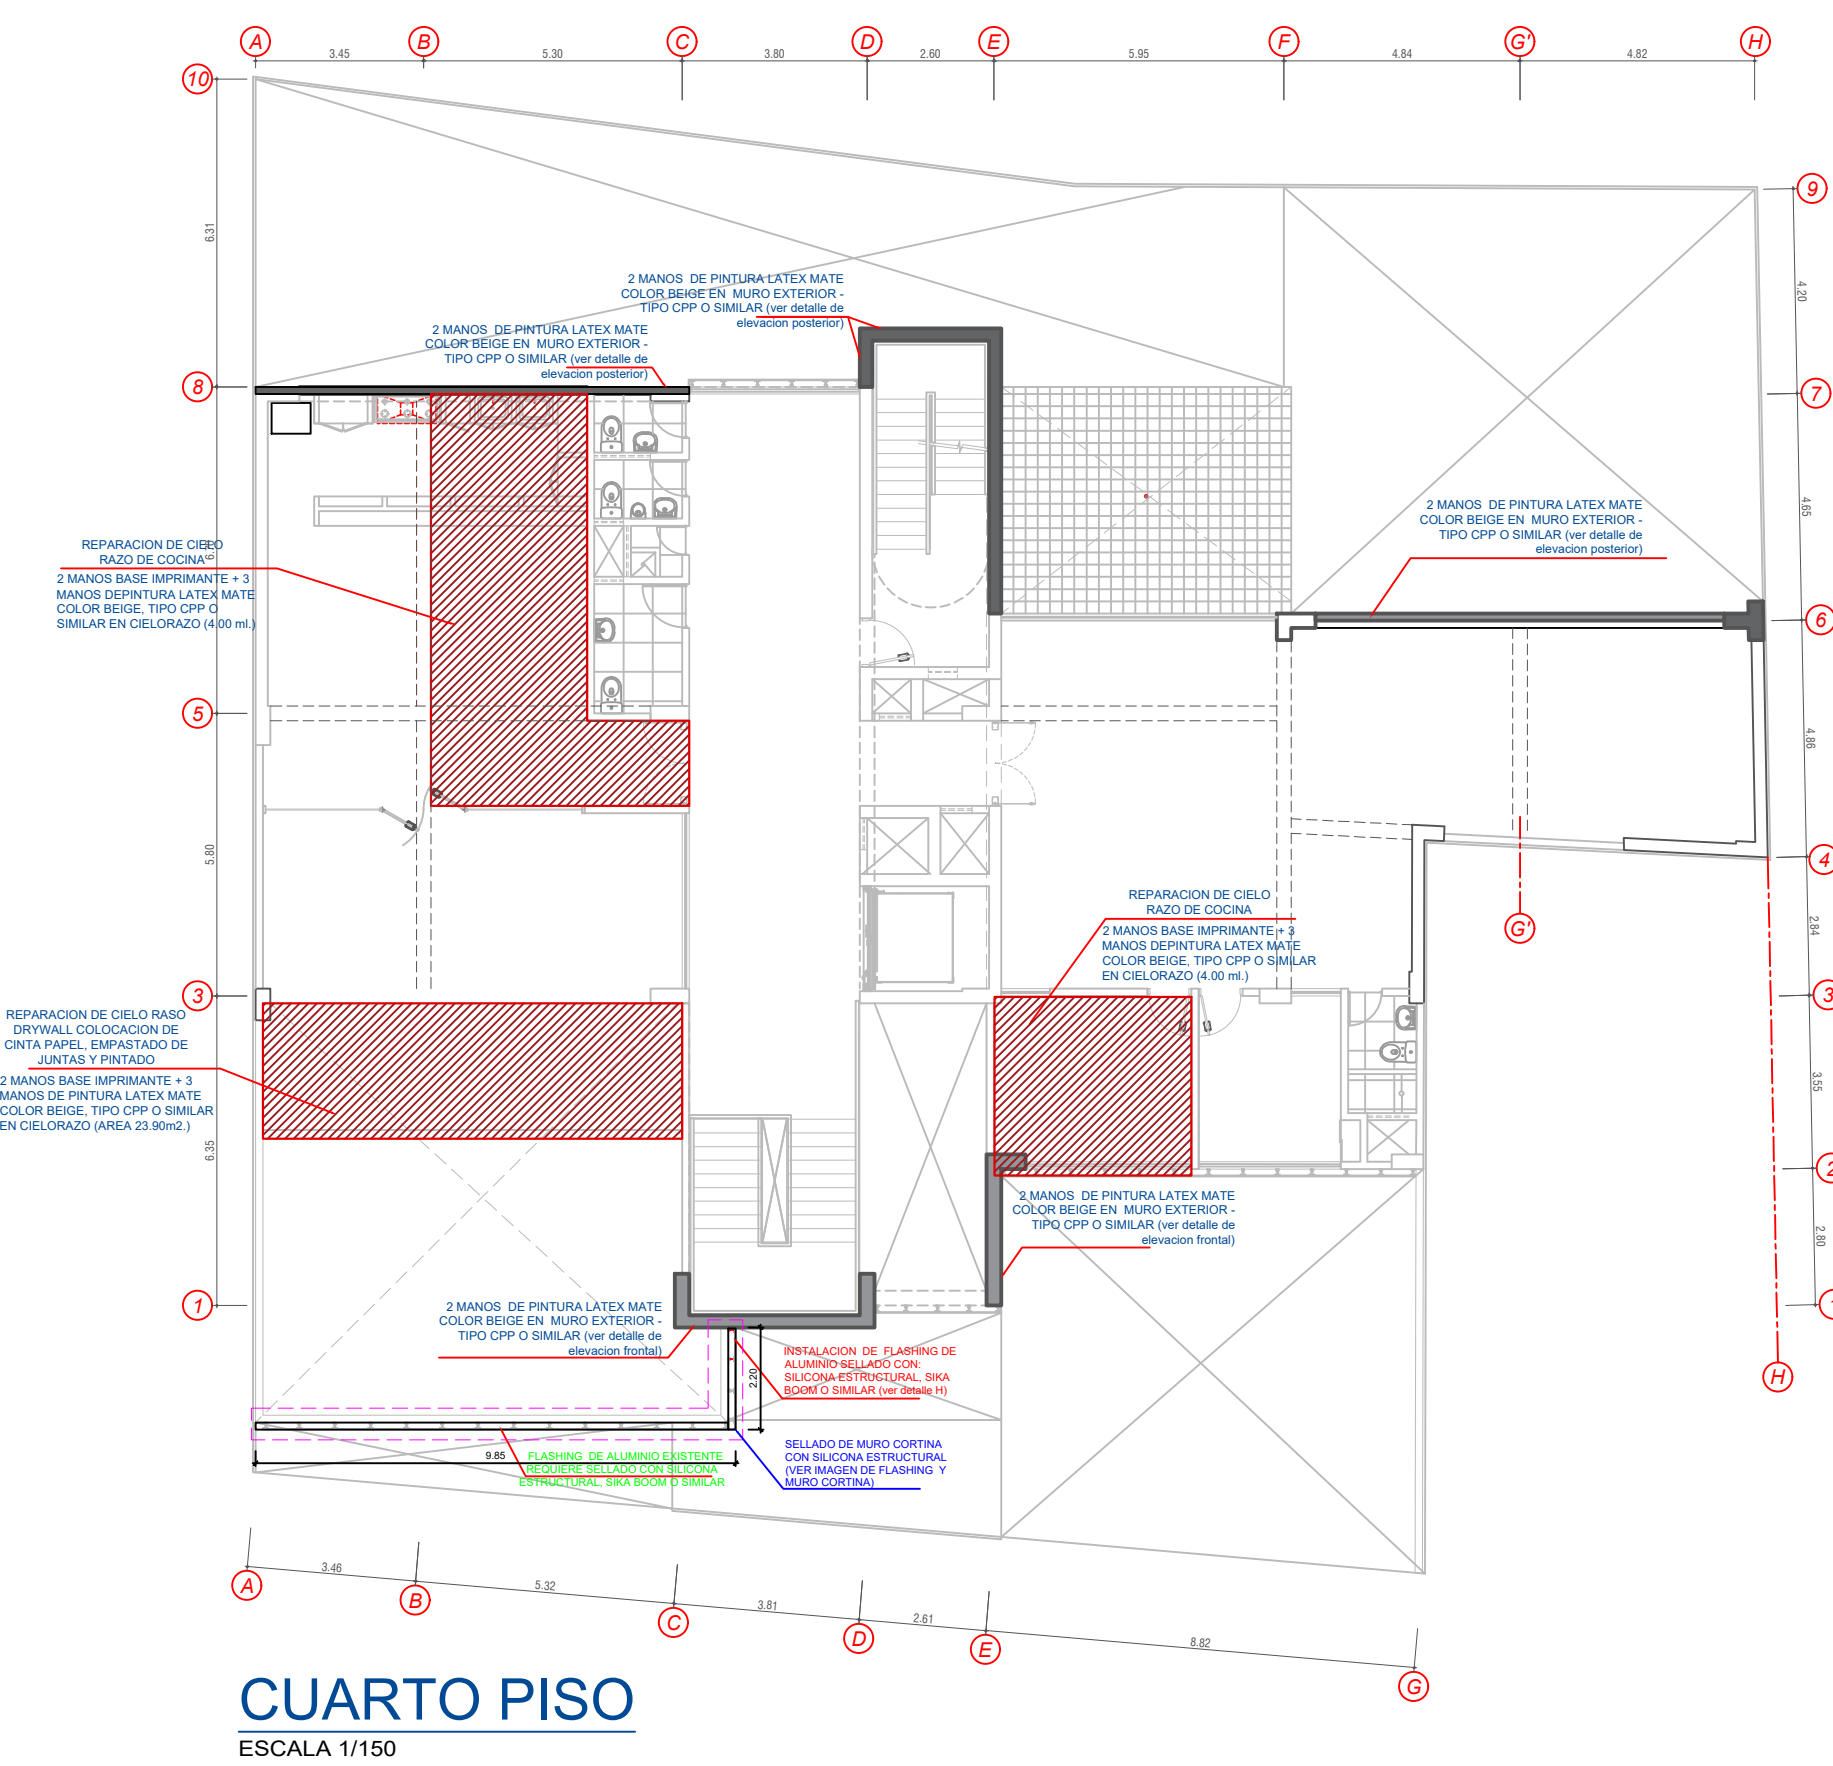 A
B
C
D
E
F
G'
H
3.45
5.30
3.80
2.60
5.95
4.84
4.82
10
9
6.31
4.20
2 MANOS DE PINTURA LATEX MATE
COLOR BEIGE EN MURO EXTERIOR -
TIPO CPP O SIMILAR (ver detalle de
elevacion posterior)
2 MANOS DE PINTURA LATEX MATE
COLOR BEIGE EN MURO EXTERIOR -
TIPO CPP O SIMILAR (ver detalle de
elevacion posterior)
8
7
4.65
2 MANOS DE PINTURA LATEX MATE
COLOR BEIGE EN MURO EXTERIOR -
TIPO CPP O SIMILAR (ver detalle de
elevacion posterior)
REPARACION DE CIELO
RAZO DE COCINA
2 MANOS BASE IMPRIMANTE + 3
MANOS DEPINTURA LATEX MATE
COLOR BEIGE, TIPO CPP O
SIMILAR EN CIELORAZO (4.00 ml.)
6
5
4.86
5.80
4
REPARACION DE CIELO
RAZO DE COCINA
2 MANOS BASE IMPRIMANTE + 3
MANOS DEPINTURA LATEX MATE
COLOR BEIGE, TIPO CPP O SIMILAR
EN CIELORAZO (4.00 ml.)
G'
2.84
3
3
REPARACION DE CIELO RASO
DRYWALL COLOCACION DE
CINTA PAPEL, EMPASTADO DE
JUNTAS Y PINTADO
2 MANOS BASE IMPRIMANTE + 3
MANOS DE PINTURA LATEX MATE
COLOR BEIGE, TIPO CPP O SIMILAR
EN CIELORAZO (AREA 23.90m2.)
3.55
6.35
2
2 MANOS DE PINTURA LATEX MATE
COLOR BEIGE EN MURO EXTERIOR -
TIPO CPP O SIMILAR (ver detalle de
elevacion frontal)
2.80
1
2 MANOS DE PINTURA LATEX MATE
COLOR BEIGE EN MURO EXTERIOR -
TIPO CPP O SIMILAR (ver detalle de
elevacion frontal)
2.20
INSTALACION DE FLASHING DE
ALUMINIO SELLADO CON:
SILICONA ESTRUCTURAL, SIKA
BOOM O SIMILAR (ver detalle H)
H
9.85
FLASHING DE ALUMINIO EXISTENTE
REQUIERE SELLADO CON SILICONA
ESTRUCTURAL, SIKA BOOM O SIMILAR
SELLADO DE MURO CORTINA
CON SILICONA ESTRUCTURAL
(VER IMAGEN DE FLASHING Y
MURO CORTINA)
A
B
C
D
E
G
3.46
5.32
3.81
2.61
8.82
CUARTO PISO
ESCALA 1/150